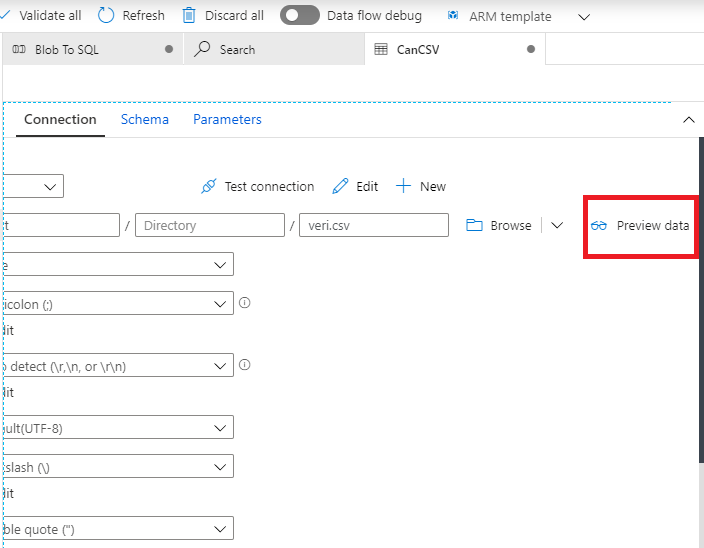 Validate all Refresh Discard all Data flow debug ARM template
Blob To SQL Search CanCSV
Connection Schema Parameters
Test connection Edit New
t / Directory / veri.csv Browse Preview data
e
icolon (;)
dit
o detect (\r,\n, or \r\n)
dit
ult(UTF-8)
slash (\)
dit
ble quote (")